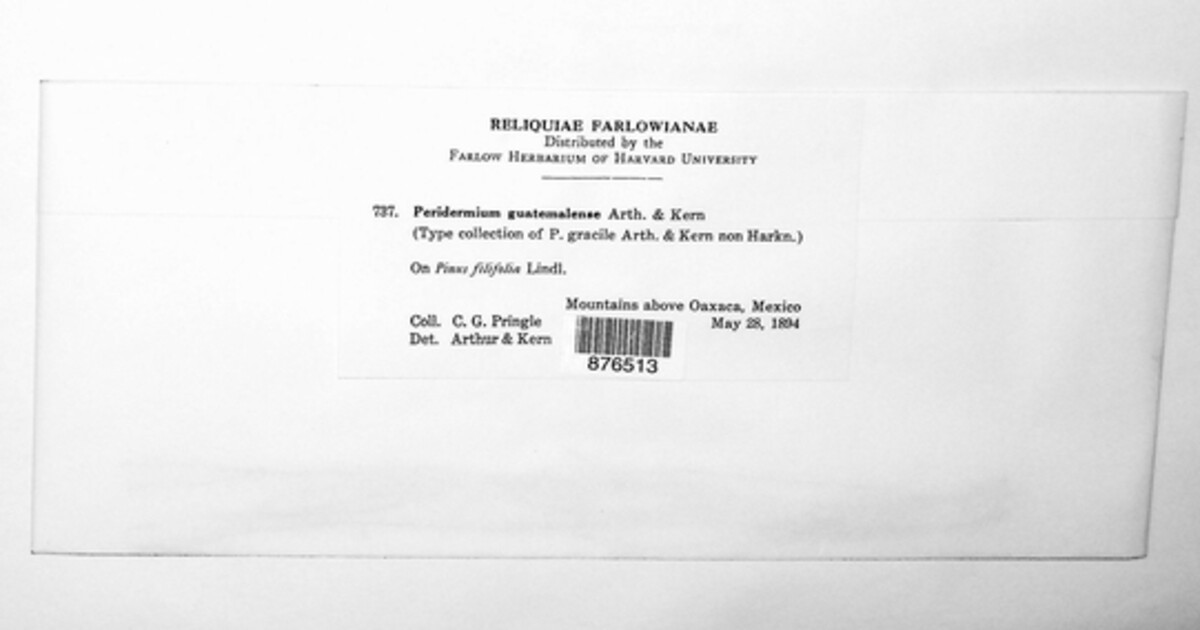 RELIQUIAE FARLOWIANAE
Distributed by the
FARLOW HERBARIUM OF HARVARD UNIVERSITY
737. Peridermium guatemalense Arth. & Kern
(Type collection of P. gracile Arth. & Kern non Harkn.)
On Pinus filifolia Lindl.
Mountains above Oaxaca, Mexico
Coll. C. G. Pringle May 28, 1894
Det. Arthur & Kern
876513